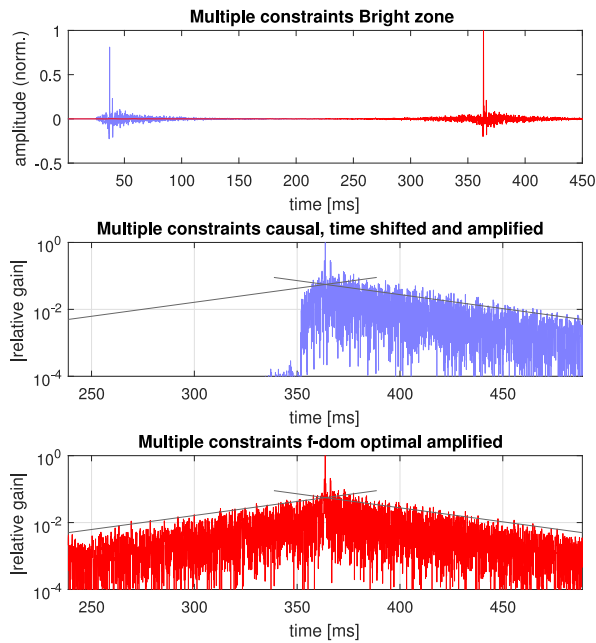 Multiple constraints Bright zone
amplitude (norm.)
1
0.5
0
-0.5
50 100 150 200 250 300 350 400 450
time [ms]
Multiple constraints causal, time shifted and amplified
|relative gain|
10^0
10^-2
10^-4
250 300 350 400 450
time [ms]
Multiple constraints f-dom optimal amplified
|relative gain|
10^0
10^-2
10^-4
250 300 350 400 450
time [ms]